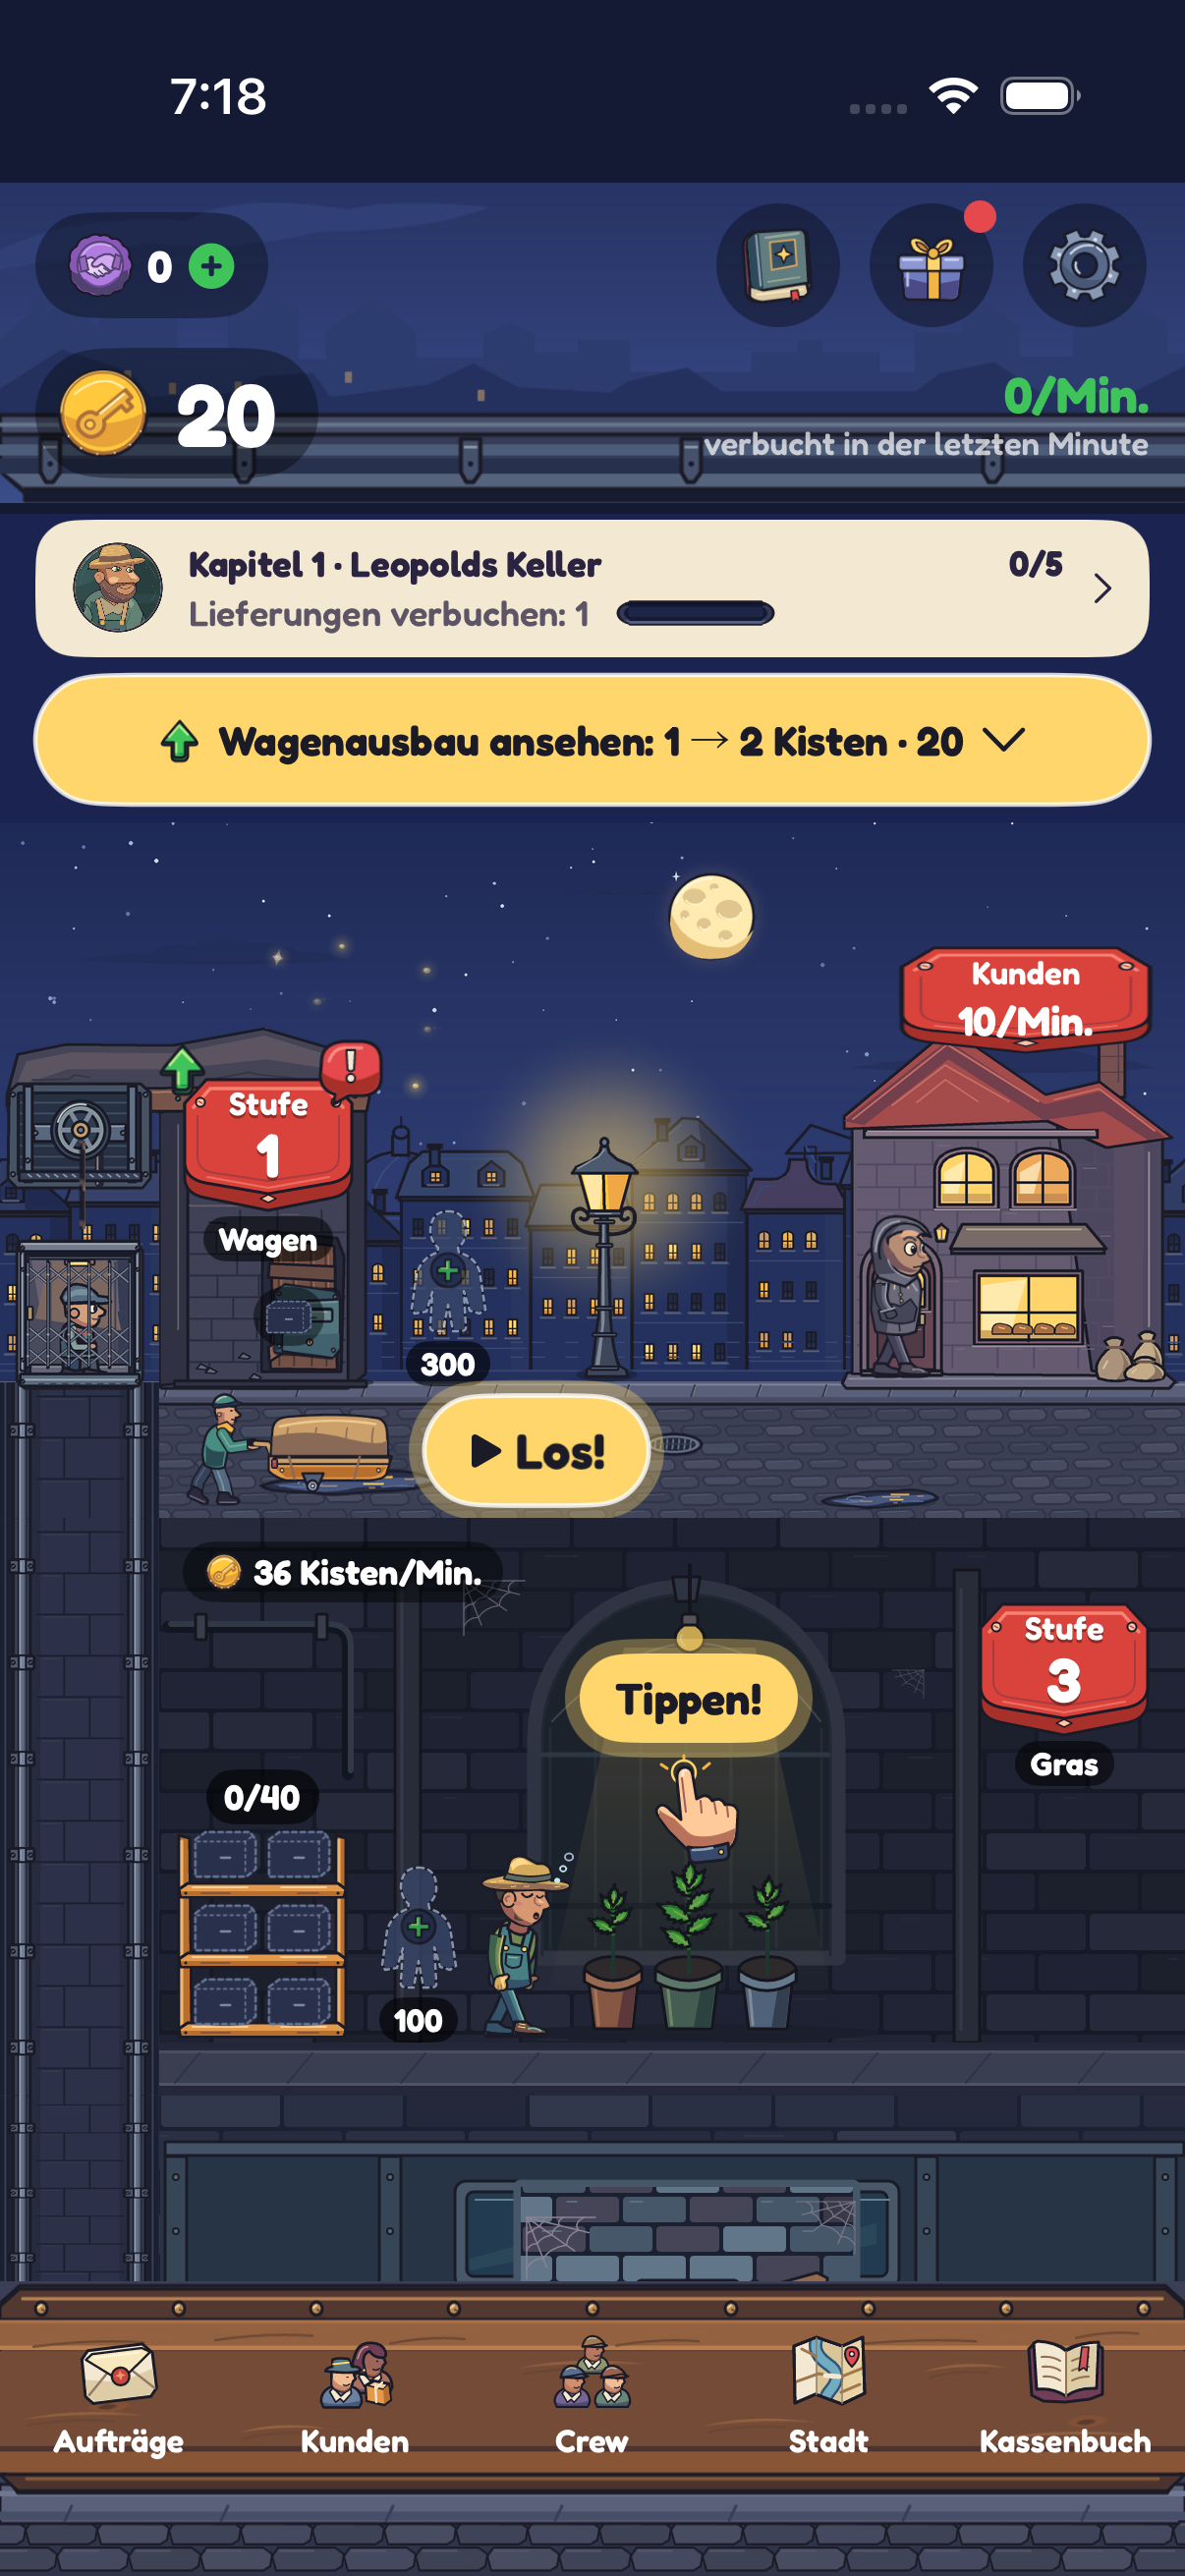 7:18
0
20
0/Min.
verbucht in der letzten Minute
Kapitel 1 · Leopolds Keller
0/5
Lieferungen verbuchen: 1
Wagenausbau ansehen: 1 → 2 Kisten · 20
Kunden
10/Min.
Stufe
1
Wagen
300
Los!
36 Kisten/Min.
Stufe
3
Gras
Tippen!
0/40
100
Aufträge
Kunden
Crew
Stadt
Kassenbuch